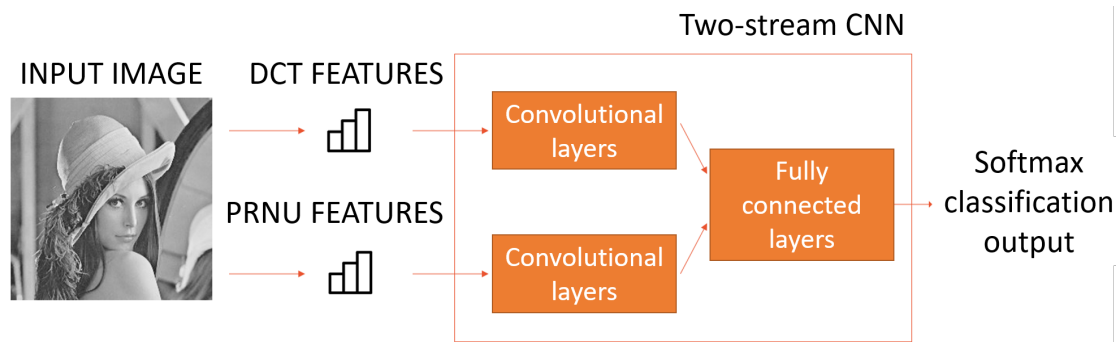 Two-stream CNN
INPUT IMAGE
DCT FEATURES
Convolutional
layers
PRNU FEATURES
Convolutional
layers
Fully
connected
layers
Softmax
classification
output